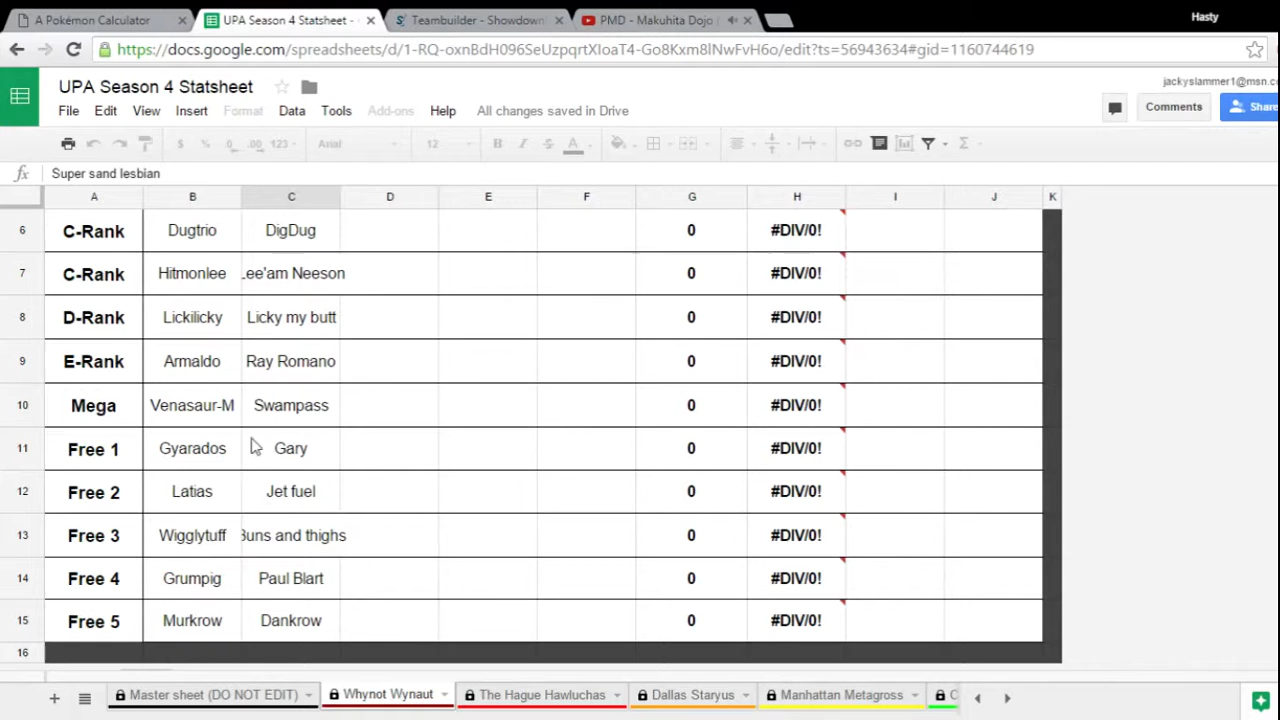 A Pokémon Calculator
UPA Season 4 Statsheet -
Teambuilder - Showdown!
PMD - Makuhita Dojo
Hasty
https://docs.google.com/spreadsheets/d/1-RQ-oxnBdH096SeUzpqrtXIoaT4-Go8Kxm8lNwFvH6o/edit?ts=56943634#gid=1160744619
UPA Season 4 Statsheet
jackyslammer1@msn.c
File Edit View Insert Format Data Tools Add-ons Help All changes saved in Drive
Comments
Share
$ % .0 .00 123 Arial 12 B I S A Σ
fx Super sand lesbian
A B C D E F G H I J K
6 C-Rank Dugtrio DigDug 0 #DIV/0!
7 C-Rank Hitmonlee Lee'am Neeson 0 #DIV/0!
8 D-Rank Lickilicky Licky my butt 0 #DIV/0!
9 E-Rank Armaldo Ray Romano 0 #DIV/0!
10 Mega Venasaur-M Swampass 0 #DIV/0!
11 Free 1 Gyarados Gary 0 #DIV/0!
12 Free 2 Latias Jet fuel 0 #DIV/0!
13 Free 3 Wigglytuff Buns and thighs 0 #DIV/0!
14 Free 4 Grumpig Paul Blart 0 #DIV/0!
15 Free 5 Murkrow Dankrow 0 #DIV/0!
16
+ Master sheet (DO NOT EDIT) Whynot Wynaut The Hague Hawluchas Dallas Staryus Manhattan Metagross